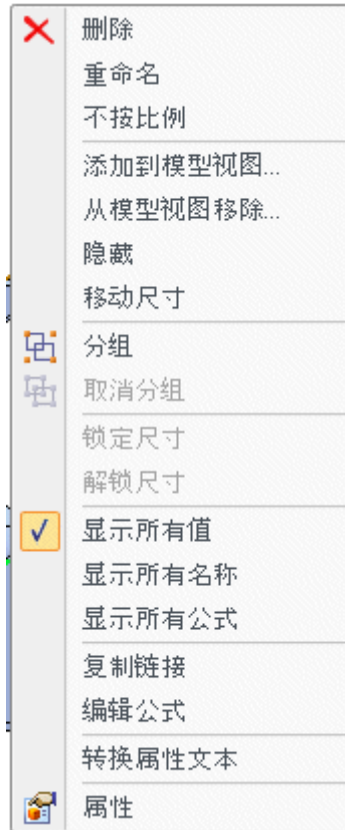 删除
重命名
不按比例
添加到模型视图...
从模型视图移除...
隐藏
移动尺寸
分组
取消分组
锁定尺寸
解锁尺寸
显示所有值
显示所有名称
显示所有公式
复制链接
编辑公式
转换属性文本
属性